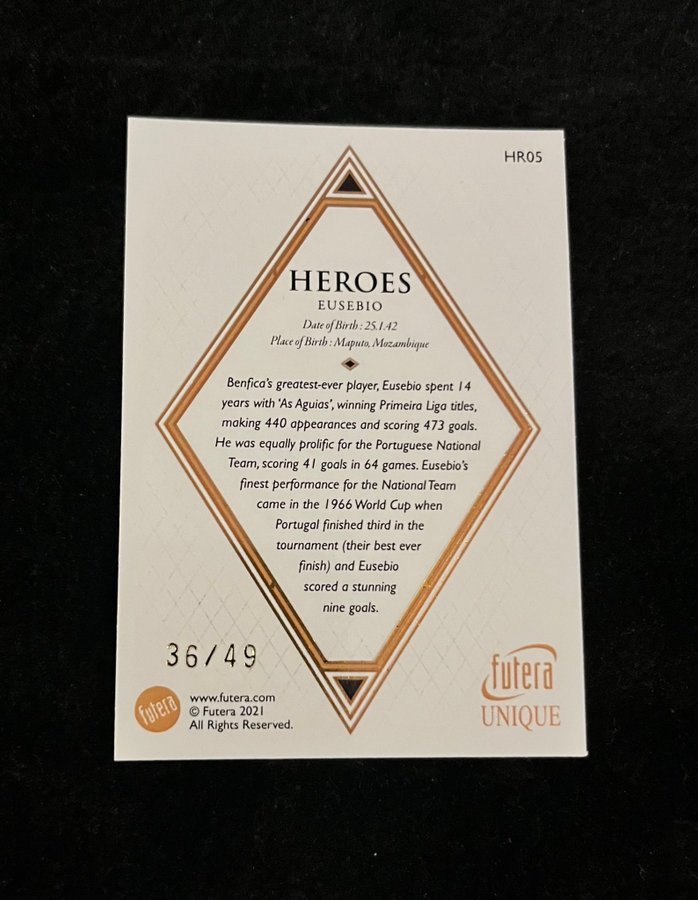 HR05
HEROES
EUSEBIO
Date of Birth : 25.1.42
Place of Birth : Maputo, Mozambique
Benfica's greatest-ever player, Eusebio spent 14
years with 'As Aguias', winning Primeira Liga titles,
making 440 appearances and scoring 473 goals.
He was equally prolific for the Portuguese National
Team, scoring 41 goals in 64 games. Eusebio's
finest performance for the National Team
came in the 1966 World Cup when
Portugal finished third in the
tournament (their best ever
finish) and Eusebio
scored a stunning
nine goals.
36/49
futera
www.futera.com
© Futera 2021
All Rights Reserved.
futera
UNIQUE